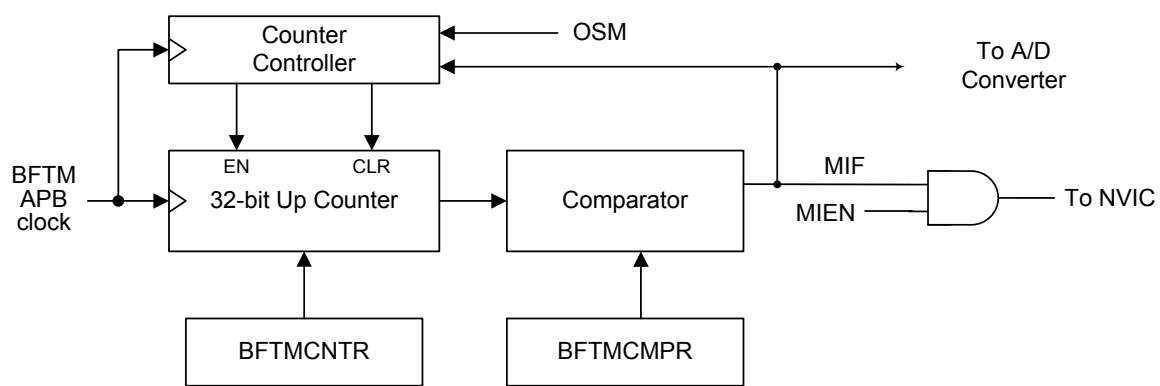 Counter
Controller
OSM
To A/D
Converter
EN
CLR
BFTM
APB
clock
32-bit Up Counter
Comparator
MIF
MIEN
To NVIC
BFTMCNTR
BFTMCMPR